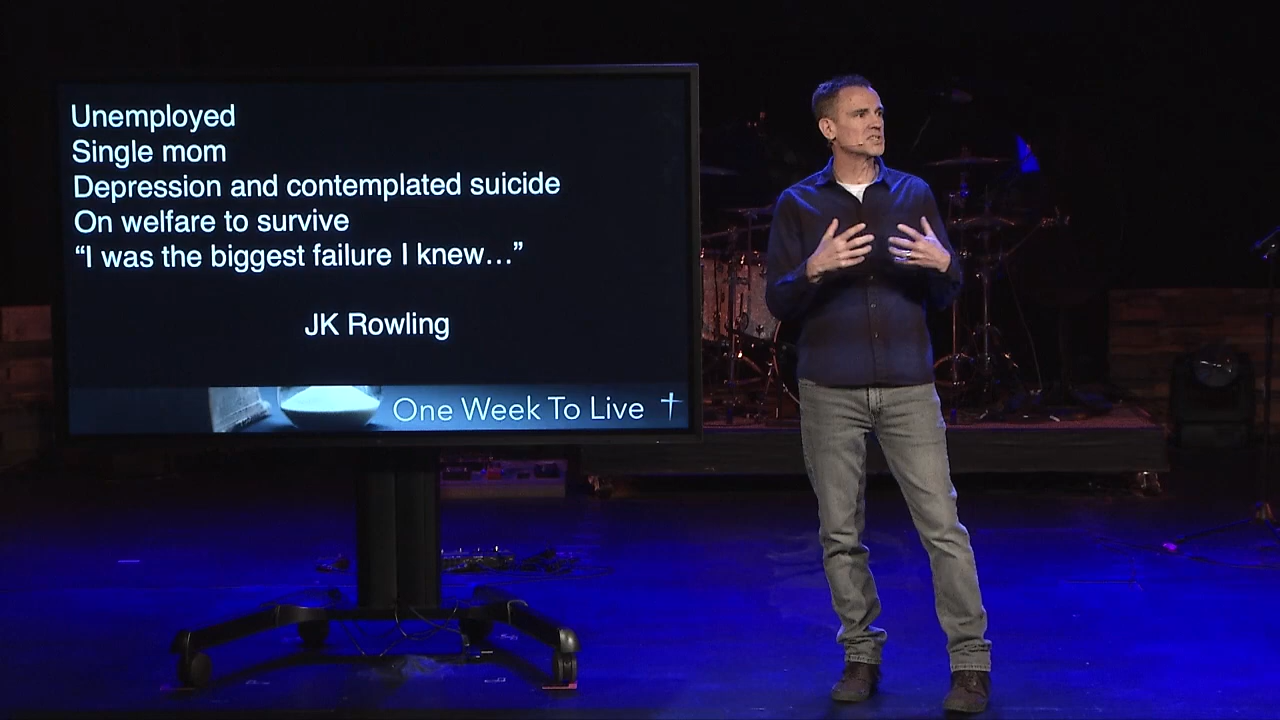 Unemployed
Single mom
Depression and contemplated suicide
On welfare to survive
“I was the biggest failure I knew…”
JK Rowling
One Week To Live